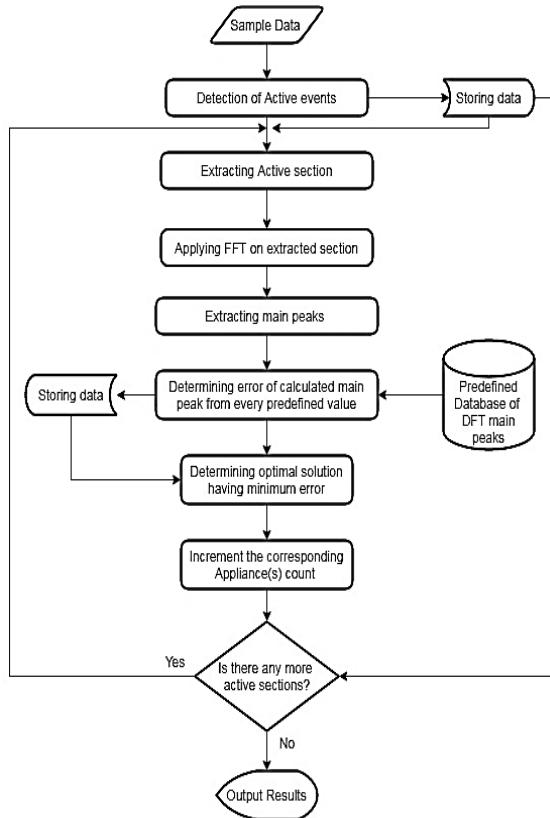 Sample Data
Detection of Active events
Storing data
Extracting Active section
Applying FFT on extracted section
Extracting main peaks
Storing data
Determining error of calculated main
peak from every predefined value
Predefined
Database of
DFT main
peaks
Determining optimal solution
having minimum error
Increment the corresponding
Appliance(s) count
Yes
Is there any more
active sections?
No
Output Results